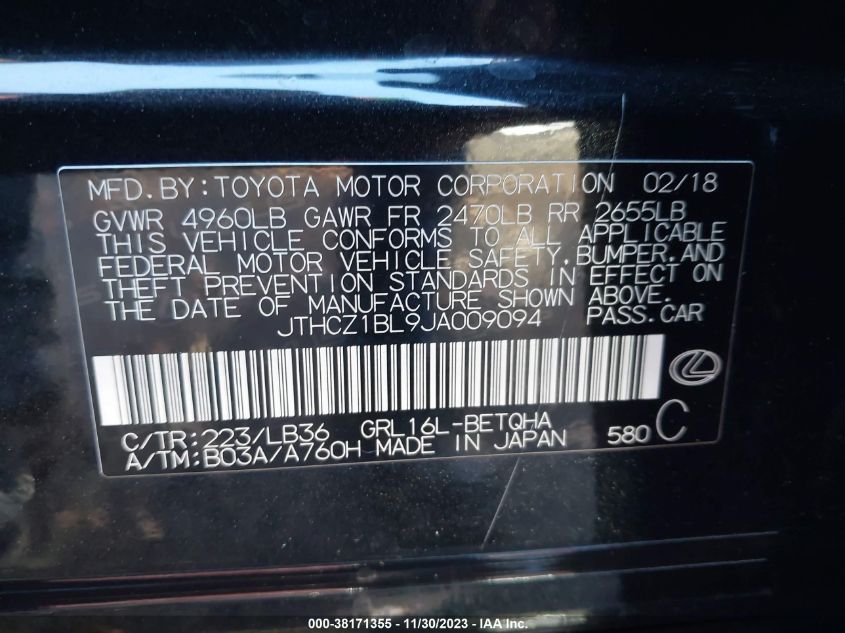 MFD.BY:TOYOTA MOTOR CORPORATION 02/18
GVWR 4960LB GAWR FR 2470LB RR 2655LB
THIS VEHICLE CONFORMS TO ALL APPLICABLE
FEDERAL MOTOR VEHICLE SAFETY,BUMPER,AND
THEFT PREVENTION STANDARDS IN EFFECT ON
THE DATE OF MANUFACTURE SHOWN ABOVE.
JTHCZ1BL9JA009094 PASS.CAR
C/TR:223/LB36 GRL16L-BETQHA
A/TM:B03A/A760H MADE IN JAPAN 580 C
000-38171355 - 11/30/2023 - IAA Inc.